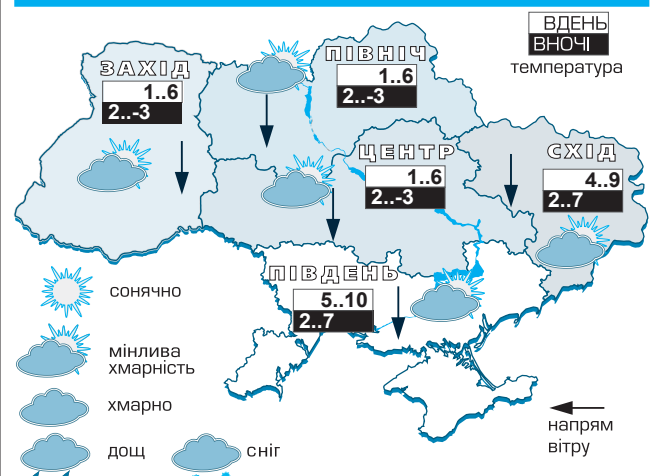 ВДЕНЬ
ВНОЧІ
температура
ЗАХІД
1..6
2..-3
ПІВНІЧ
1..6
2..-3
ЦЕНТР
1..6
2..-3
СХІД
4..9
2..7
ПІВДЕНЬ
5..10
2..7
сонячно
мінлива
хмарність
хмарно
дощ
сніг
напрям
вітру